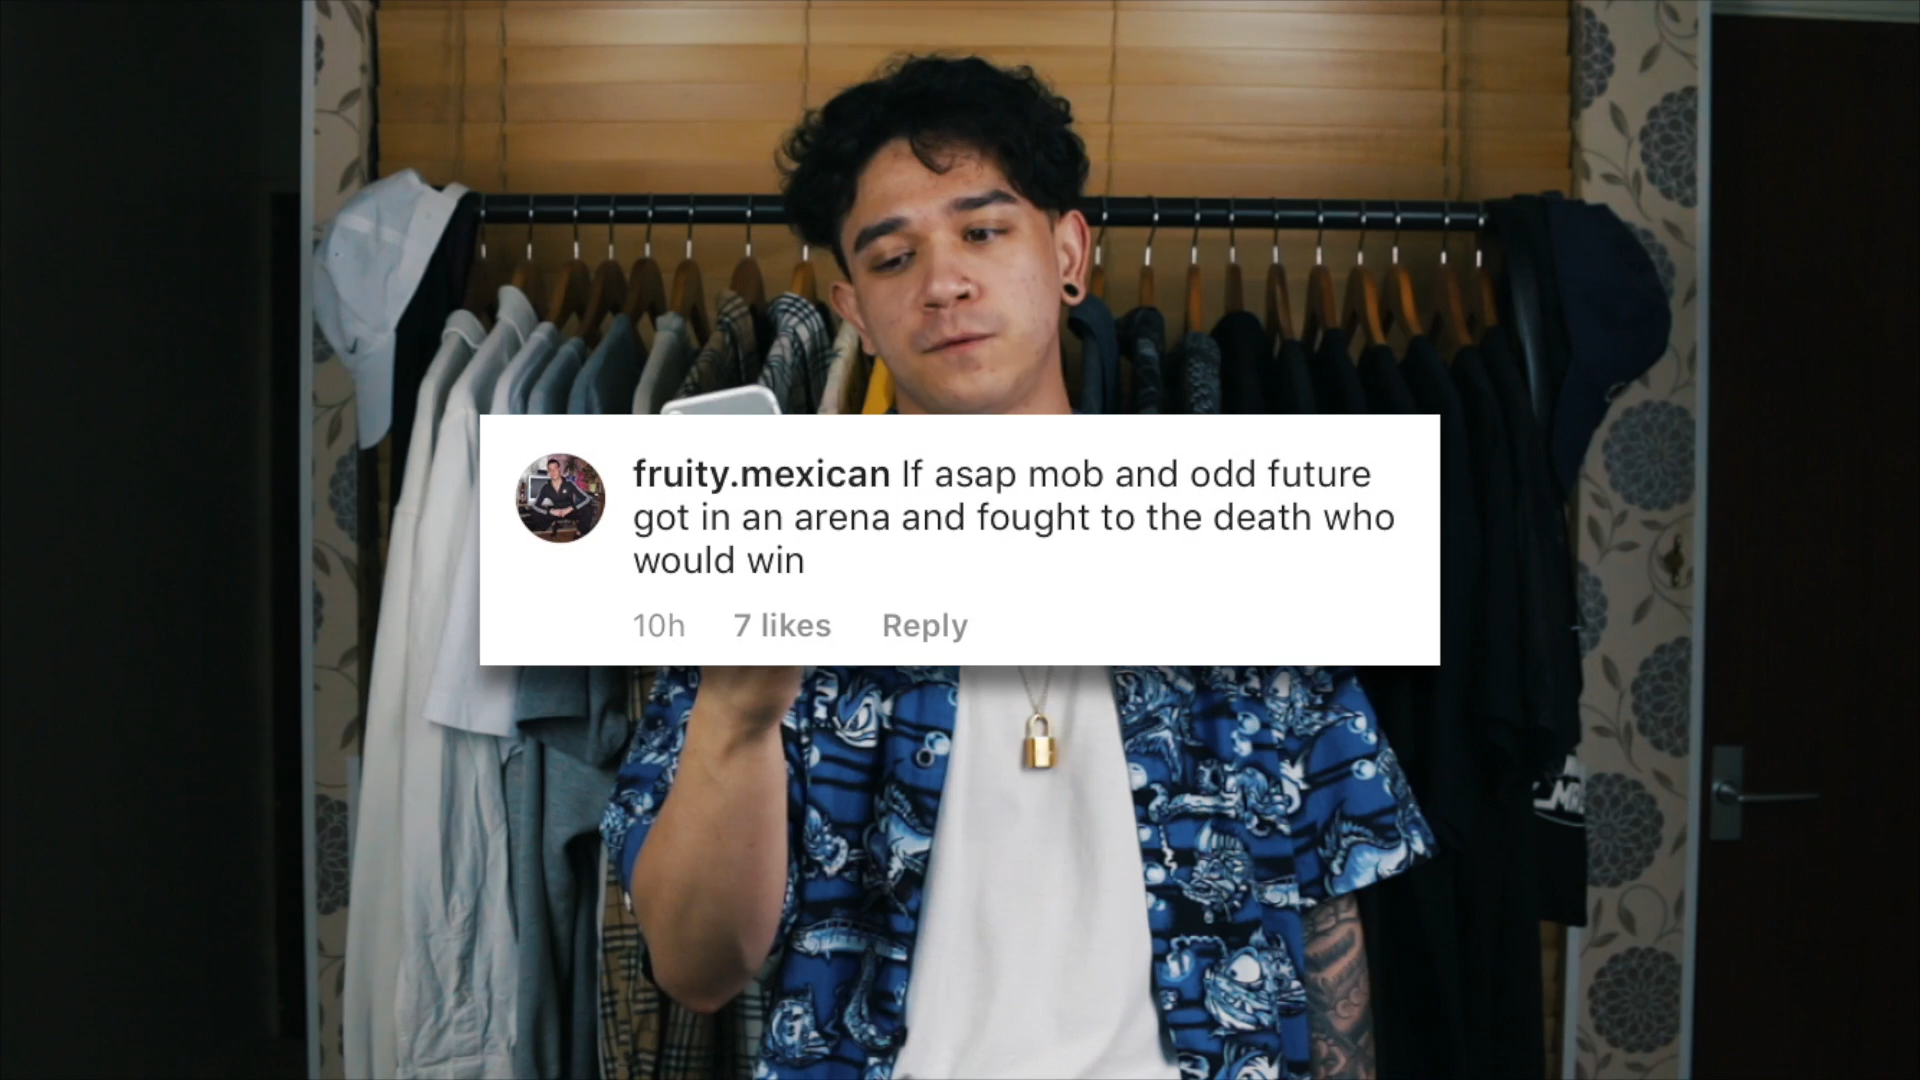 fruity.mexican If asap mob and odd future
got in an arena and fought to the death who
would win
10h 7 likes Reply